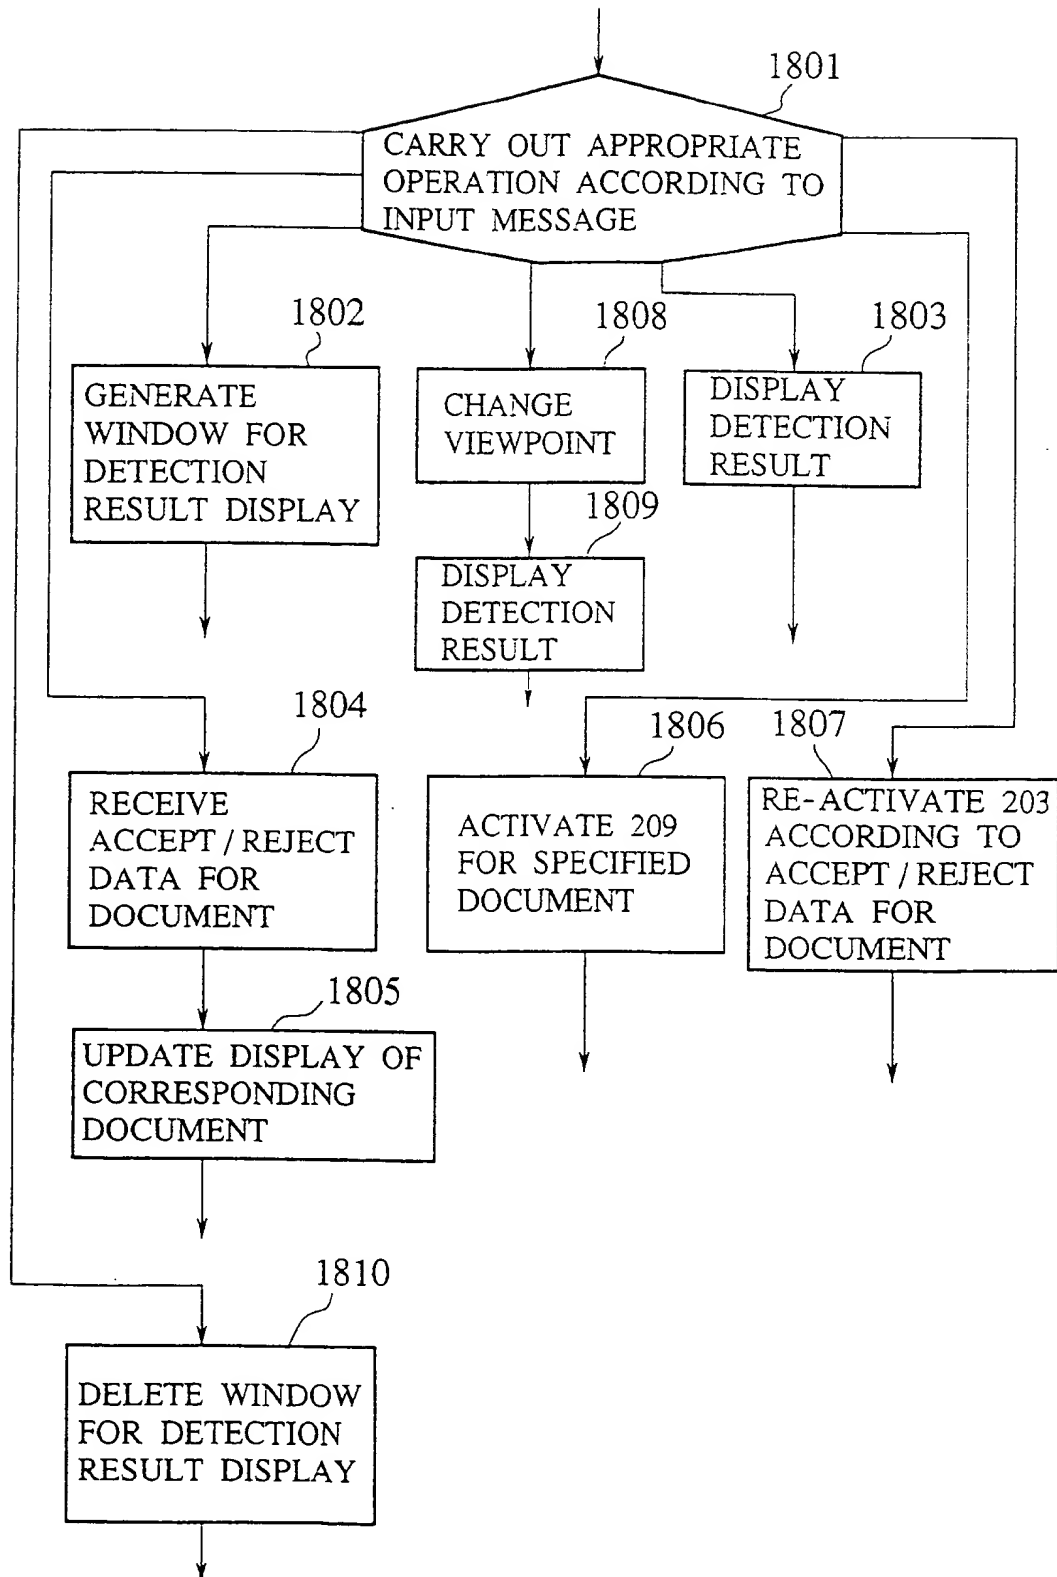 1801
CARRY OUT APPROPRIATE
OPERATION ACCORDING TO
INPUT MESSAGE
1802
GENERATE
WINDOW FOR
DETECTION
RESULT DISPLAY
1808
CHANGE
VIEWPOINT
1803
DISPLAY
DETECTION
RESULT
1809
DISPLAY
DETECTION
RESULT
1804
RECEIVE
ACCEPT / REJECT
DATA FOR
DOCUMENT
1806
ACTIVATE 209
FOR SPECIFIED
DOCUMENT
1807
RE-ACTIVATE 203
ACCORDING TO
ACCEPT / REJECT
DATA FOR
DOCUMENT
1805
UPDATE DISPLAY OF
CORRESPONDING
DOCUMENT
1810
DELETE WINDOW
FOR DETECTION
RESULT DISPLAY